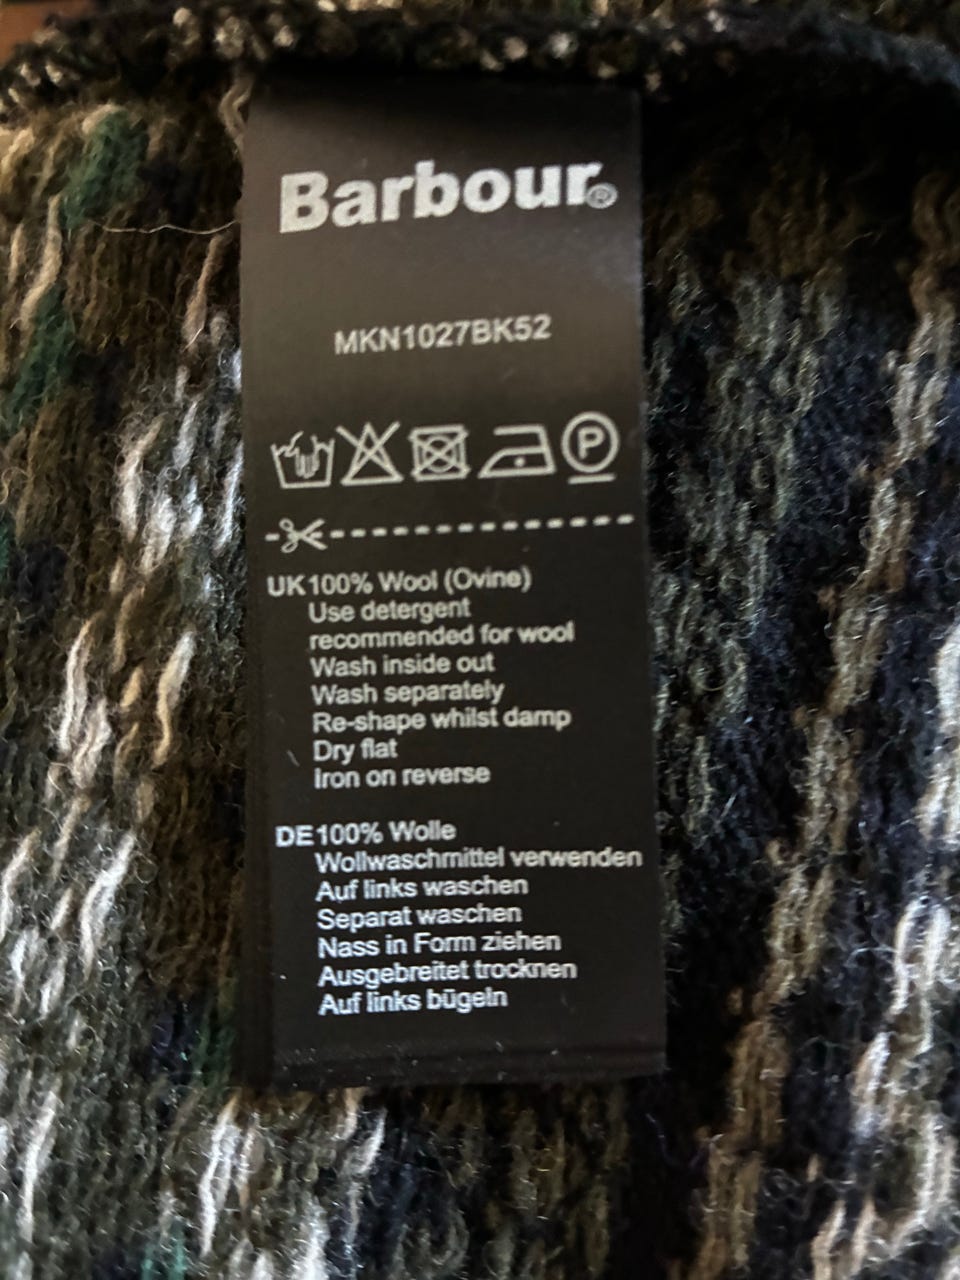 Barbour®
MKN1027BK52
P
UK 100% Wool (Ovine)
Use detergent
recommended for wool
Wash inside out
Wash separately
Re-shape whilst damp
Dry flat
Iron on reverse
DE 100% Wolle
Wollwaschmittel verwenden
Auf links waschen
Separat waschen
Nass in Form ziehen
Ausgebreitet trocknen
Auf links bügeln